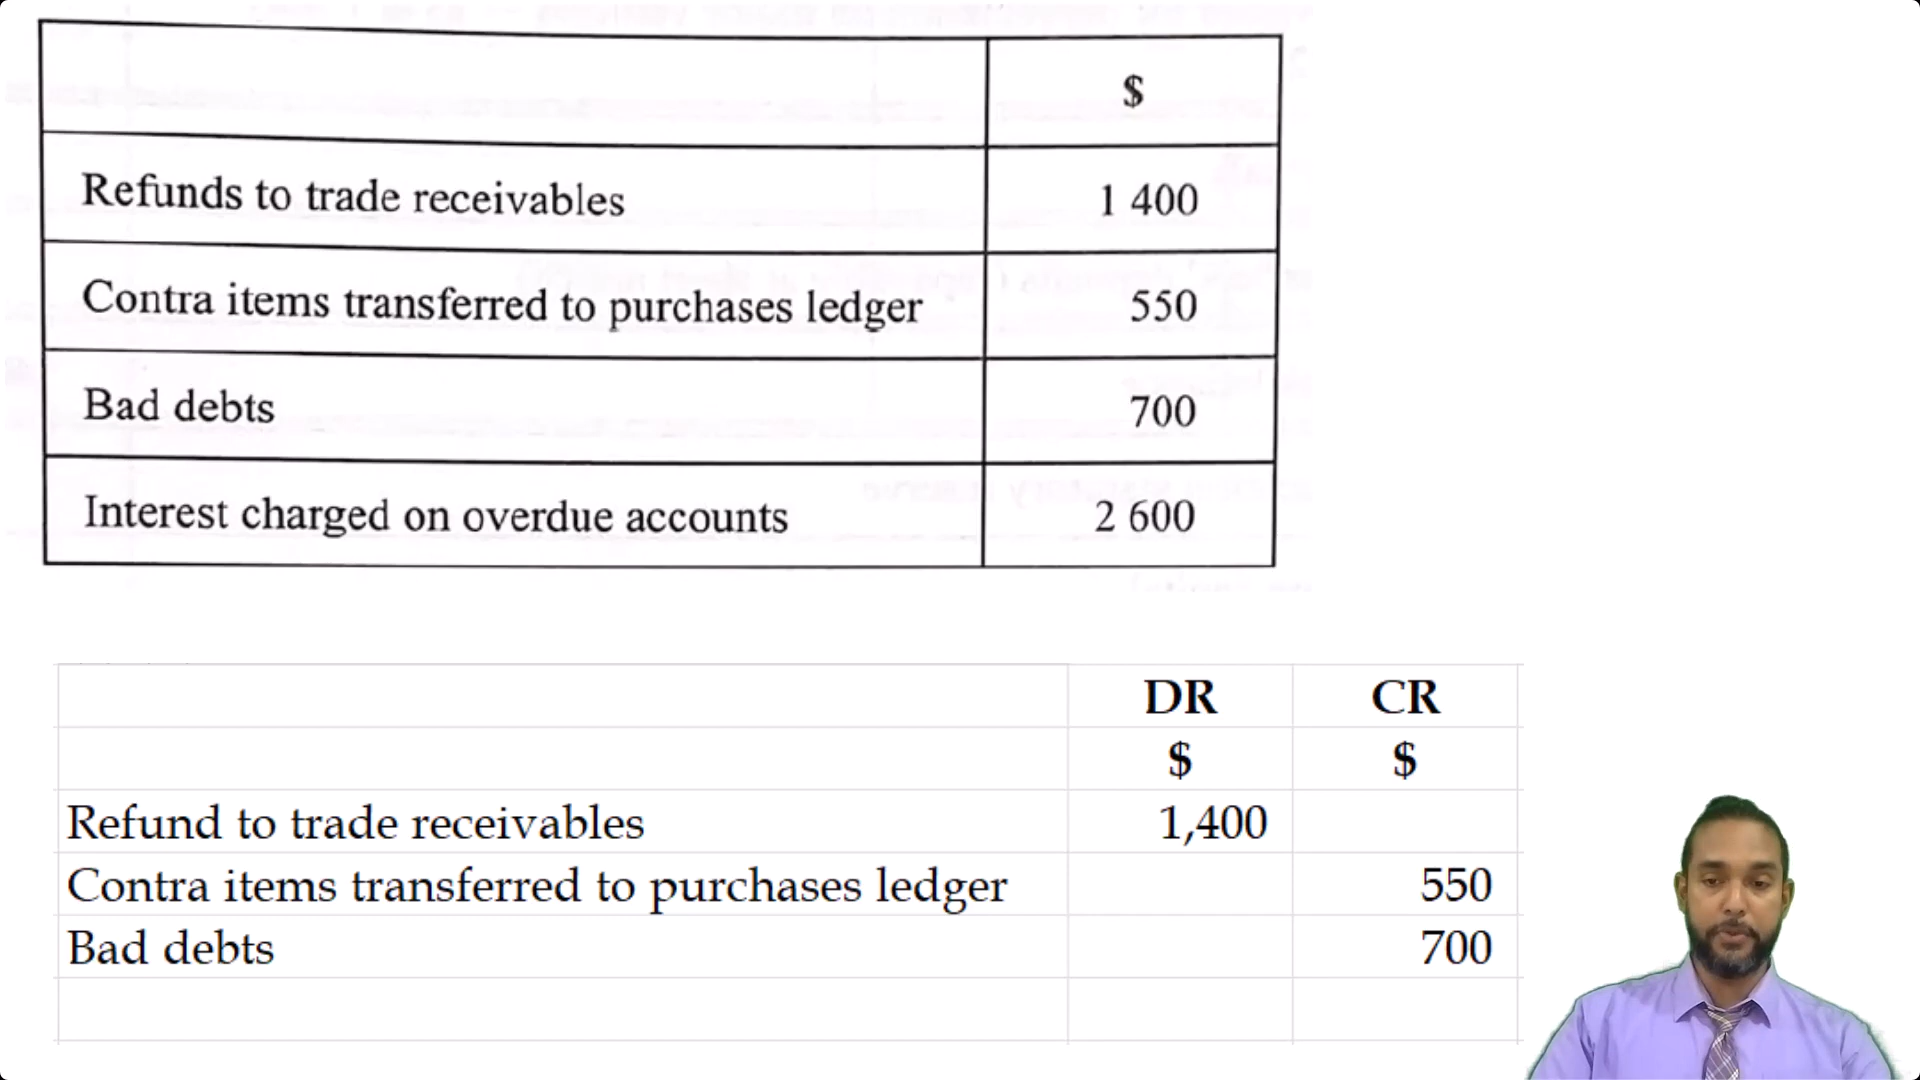 $
Refunds to trade receivables 1 400
Contra items transferred to purchases ledger 550
Bad debts 700
Interest charged on overdue accounts 2 600
DR CR
$ $
Refund to trade receivables 1,400
Contra items transferred to purchases ledger 550
Bad debts 700